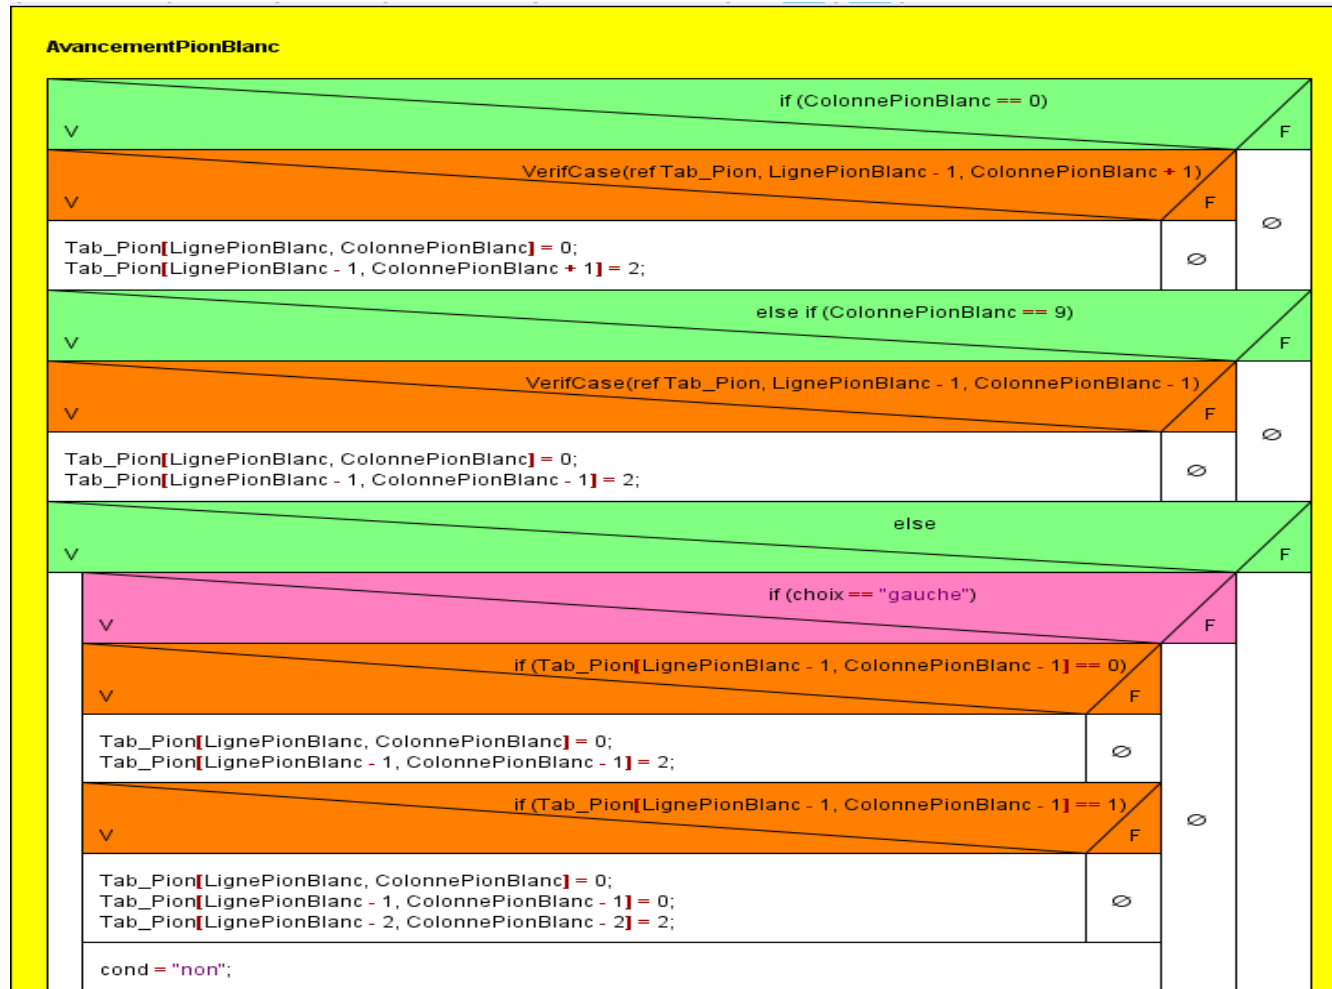 AvancementPionBlanc
if (ColonnePionBlanc == 0)
V
F
VerifCase(ref Tab_Pion, LignePionBlanc - 1, ColonnePionBlanc + 1)
V
F
∅
Tab_Pion[LignePionBlanc, ColonnePionBlanc] = 0;
Tab_Pion[LignePionBlanc - 1, ColonnePionBlanc + 1] = 2;
∅
else if (ColonnePionBlanc == 9)
V
F
VerifCase(ref Tab_Pion, LignePionBlanc - 1, ColonnePionBlanc - 1)
V
F
∅
Tab_Pion[LignePionBlanc, ColonnePionBlanc] = 0;
Tab_Pion[LignePionBlanc - 1, ColonnePionBlanc - 1] = 2;
∅
else
V
F
if (choix == "gauche")
V
F
if (Tab_Pion[LignePionBlanc - 1, ColonnePionBlanc - 1] == 0)
V
F
Tab_Pion[LignePionBlanc, ColonnePionBlanc] = 0;
Tab_Pion[LignePionBlanc - 1, ColonnePionBlanc - 1] = 2;
∅
if (Tab_Pion[LignePionBlanc - 1, ColonnePionBlanc - 1] == 1)
V
F
∅
Tab_Pion[LignePionBlanc, ColonnePionBlanc] = 0;
Tab_Pion[LignePionBlanc - 1, ColonnePionBlanc - 1] = 0;
Tab_Pion[LignePionBlanc - 2, ColonnePionBlanc - 2] = 2;
∅
cond = "non";